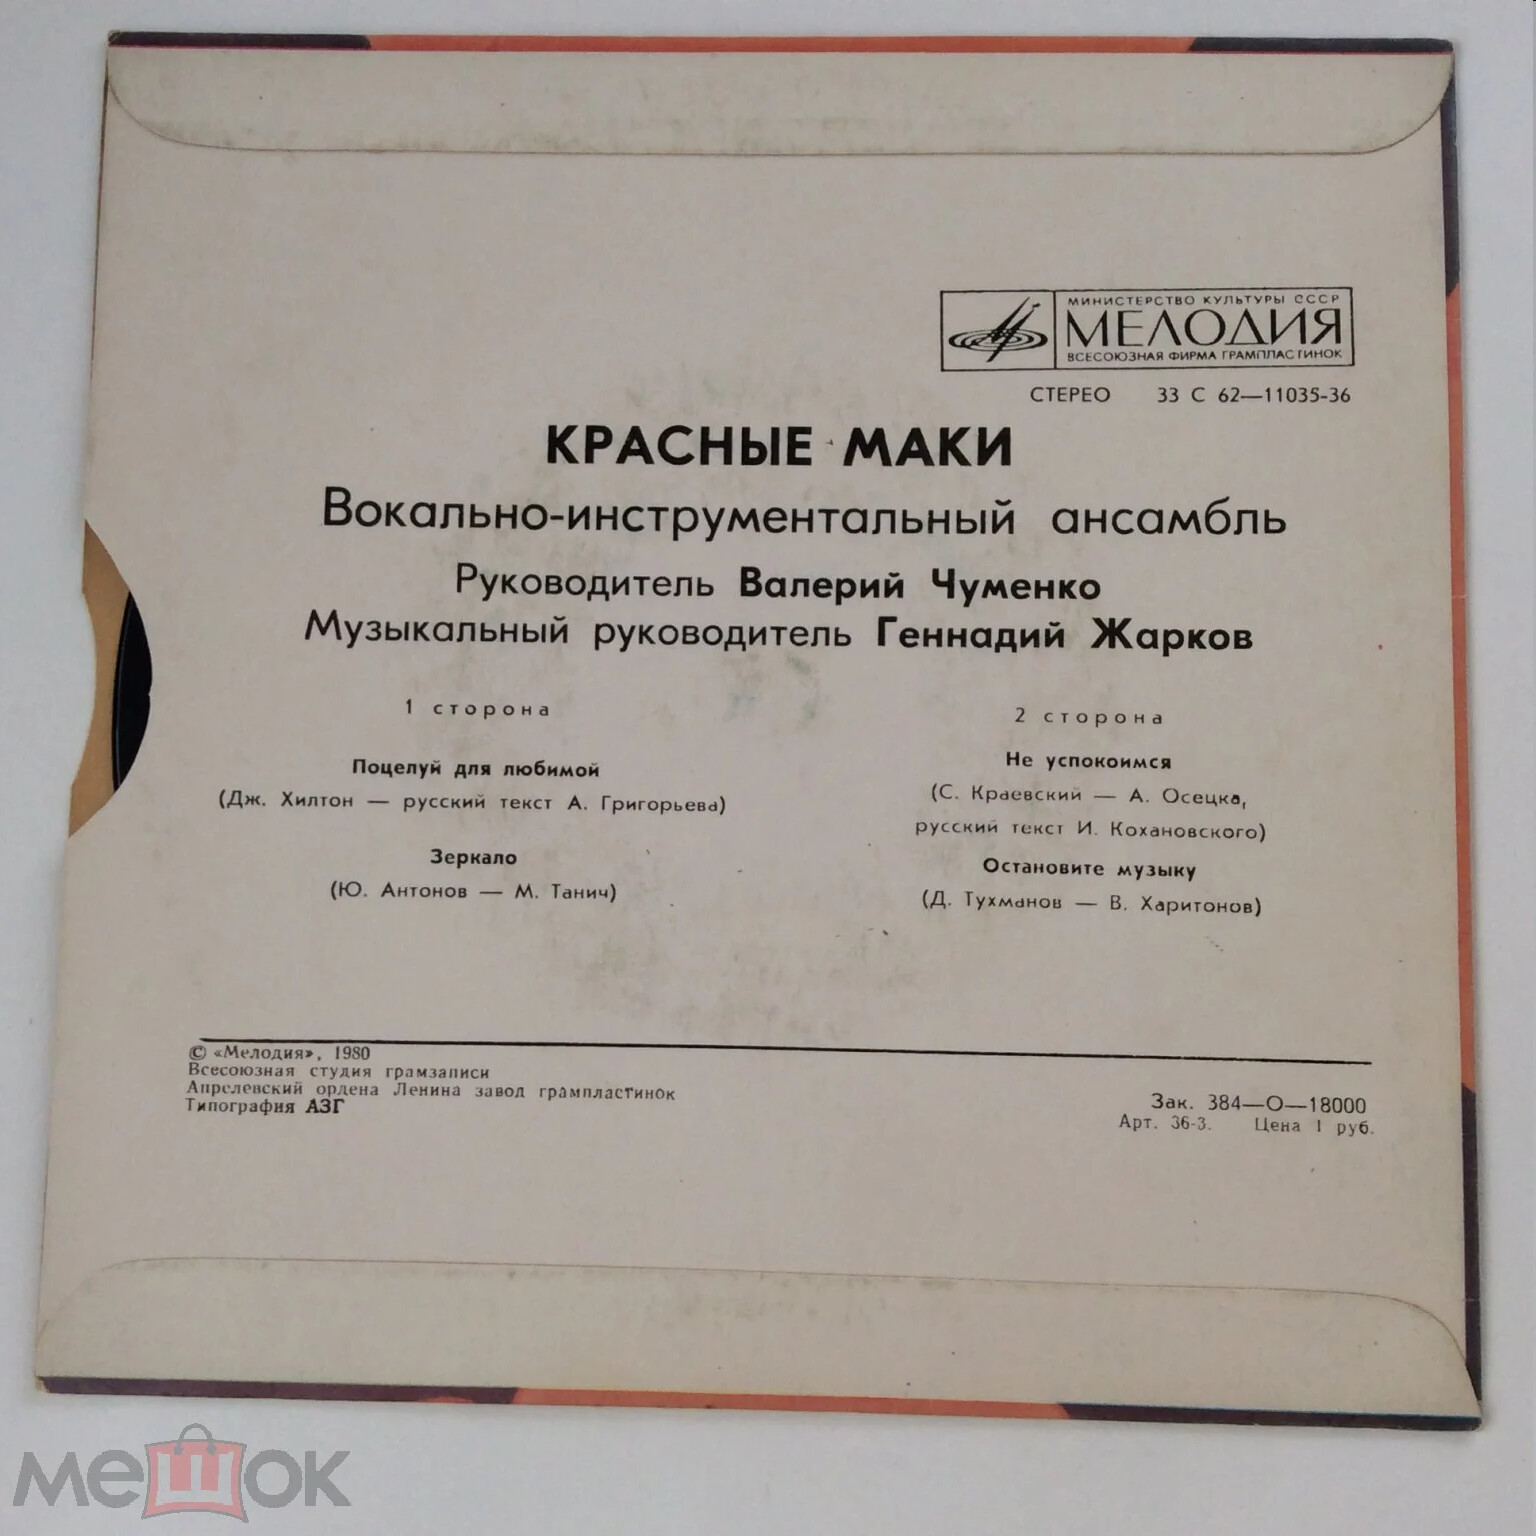 МИНИСТЕРСТВО КУЛЬТУРЫ СССР
МЕЛОДИЯ
ВСЕСОЮЗНАЯ ФИРМА ГРАМПЛАСТИНОК
СТЕРЕО 33 С 62—11035-36
КРАСНЫЕ МАКИ
Вокально-инструментальный ансамбль
Руководитель Валерий Чуменко
Музыкальный руководитель Геннадий Жарков
1 сторона
Поцелуй для любимой
(Дж. Хилтон — русский текст А. Григорьева)
Зеркало
(Ю. Антонов — М. Танич)
2 сторона
Не успокоимся
(С. Краевский — А. Осецка,
русский текст И. Кохановского)
Остановите музыку
(Д. Тухманов — В. Харитонов)
© «Мелодия», 1980
Всесоюзная студия грамзаписи
Апрелевский ордена Ленина завод грампластинок
Типография АЗГ
Зак. 384—О—18000
Арт. 36-3. Цена 1 руб.
мешок